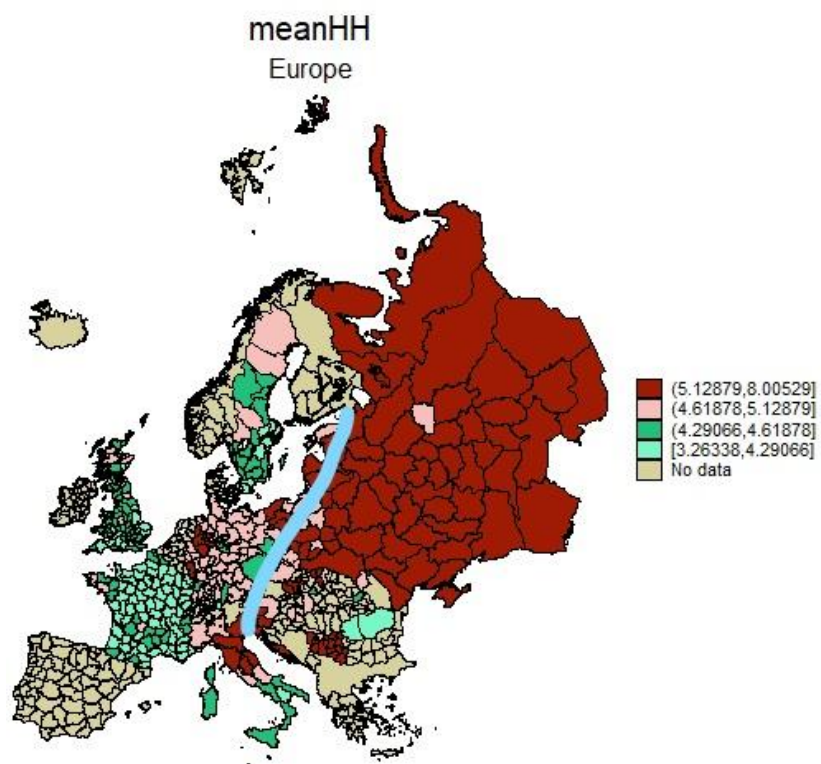 meanHH
Europe
(5.12879,8.00529]
(4.61878,5.12879]
(4.29066,4.61878]
[3.26338,4.29066]
No data